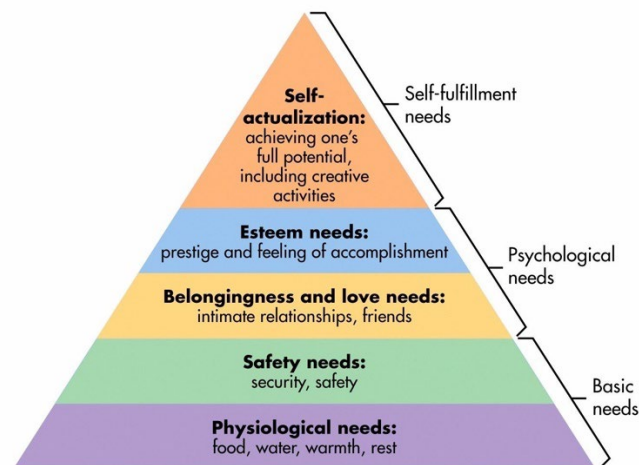 Self-
actualization:
achieving one's
full potential,
including creative
activities
Self-fulfillment
needs
Esteem needs:
prestige and feeling of accomplishment
Psychological
needs
Belongingness and love needs:
intimate relationships, friends
Safety needs:
security, safety
Basic
needs
Physiological needs:
food, water, warmth, rest